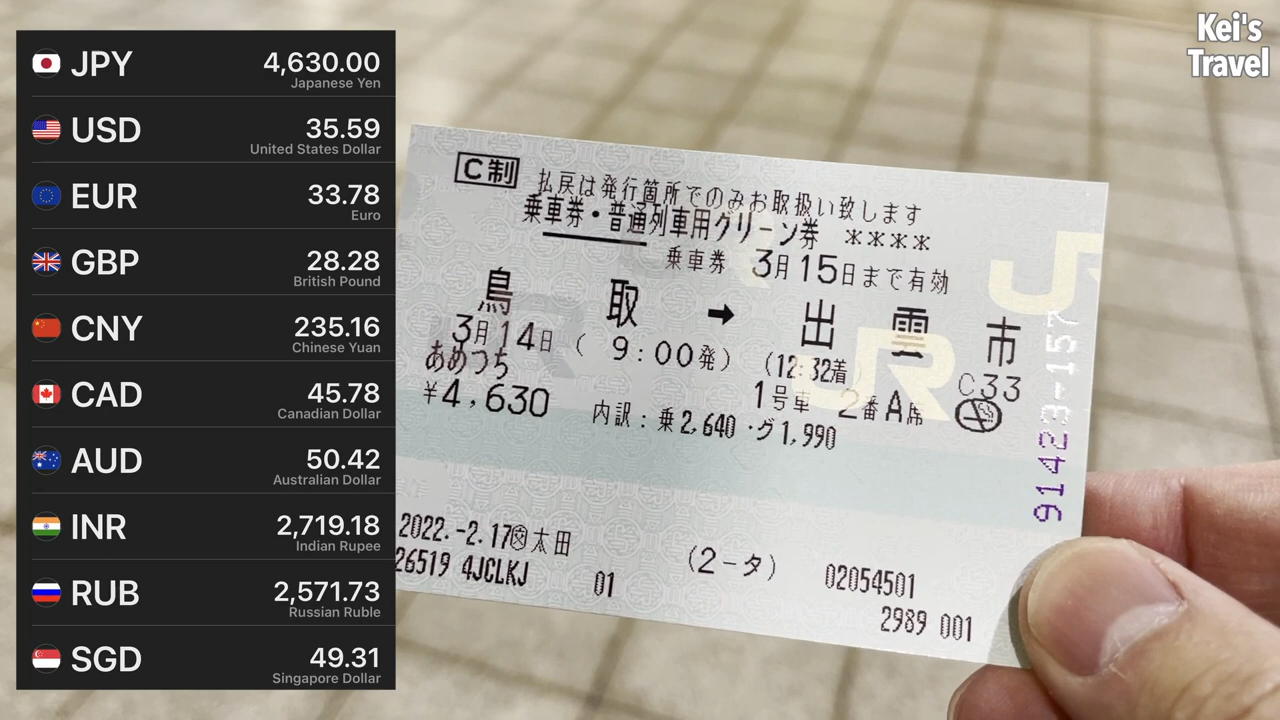 Kei's
Travel
JPY 4,630.00
Japanese Yen
USD 35.59
United States Dollar
EUR 33.78
Euro
GBP 28.28
British Pound
CNY 235.16
Chinese Yuan
CAD 45.78
Canadian Dollar
AUD 50.42
Australian Dollar
INR 2,719.18
Indian Rupee
RUB 2,571.73
Russian Ruble
SGD 49.31
Singapore Dollar
C制 払戻は発行箇所でのみお取扱い致します
乗車券・普通列車用グリーン券 ****
乗車券 3月15日まで有効
鳥取 → 出雲市
3月14日 ( 9:00発) (12:32着) C33
あめつち 1号車 2番A席
¥4,630 内訳:乗2,640・グ1,990
2022.-2.17 太田 (2-タ) 02054501
26519 4JCLKJ 01 2989 001
91423-157
JR